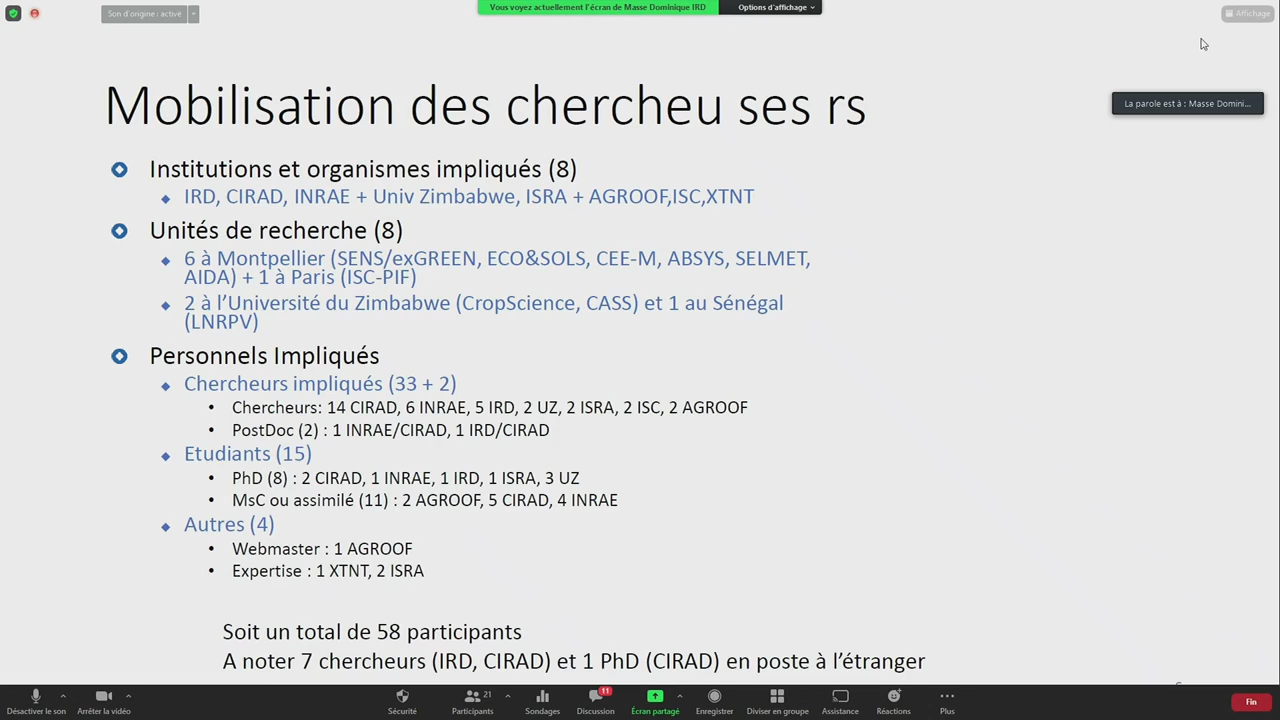 Son d'origine : activé
Vous voyez actuellement l'écran de Masse Dominique IRD
Options d'affichage
Affichage
Mobilisation des chercheu ses rs
La parole est à : Masse Domini...
Institutions et organismes impliqués (8)
IRD, CIRAD, INRAE + Univ Zimbabwe, ISRA + AGROOF,ISC,XTNT
Unités de recherche (8)
6 à Montpellier (SENS/exGREEN, ECO&SOLS, CEE-M, ABSYS, SELMET,
AIDA) + 1 à Paris (ISC-PIF)
2 à l'Université du Zimbabwe (CropScience, CASS) et 1 au Sénégal
(LNRPV)
Personnels Impliqués
Chercheurs impliqués (33 + 2)
Chercheurs: 14 CIRAD, 6 INRAE, 5 IRD, 2 UZ, 2 ISRA, 2 ISC, 2 AGROOF
PostDoc (2) : 1 INRAE/CIRAD, 1 IRD/CIRAD
Etudiants (15)
PhD (8) : 2 CIRAD, 1 INRAE, 1 IRD, 1 ISRA, 3 UZ
MsC ou assimilé (11) : 2 AGROOF, 5 CIRAD, 4 INRAE
Autres (4)
Webmaster : 1 AGROOF
Expertise : 1 XTNT, 2 ISRA
Soit un total de 58 participants
A noter 7 chercheurs (IRD, CIRAD) et 1 PhD (CIRAD) en poste à l'étranger
21
11
Désactiver le son
Arrêter la vidéo
Sécurité
Participants
Sondages
Discussion
Écran partagé
Enregistrer
Diviser en groupe
Assistance
Réactions
Plus
Fin